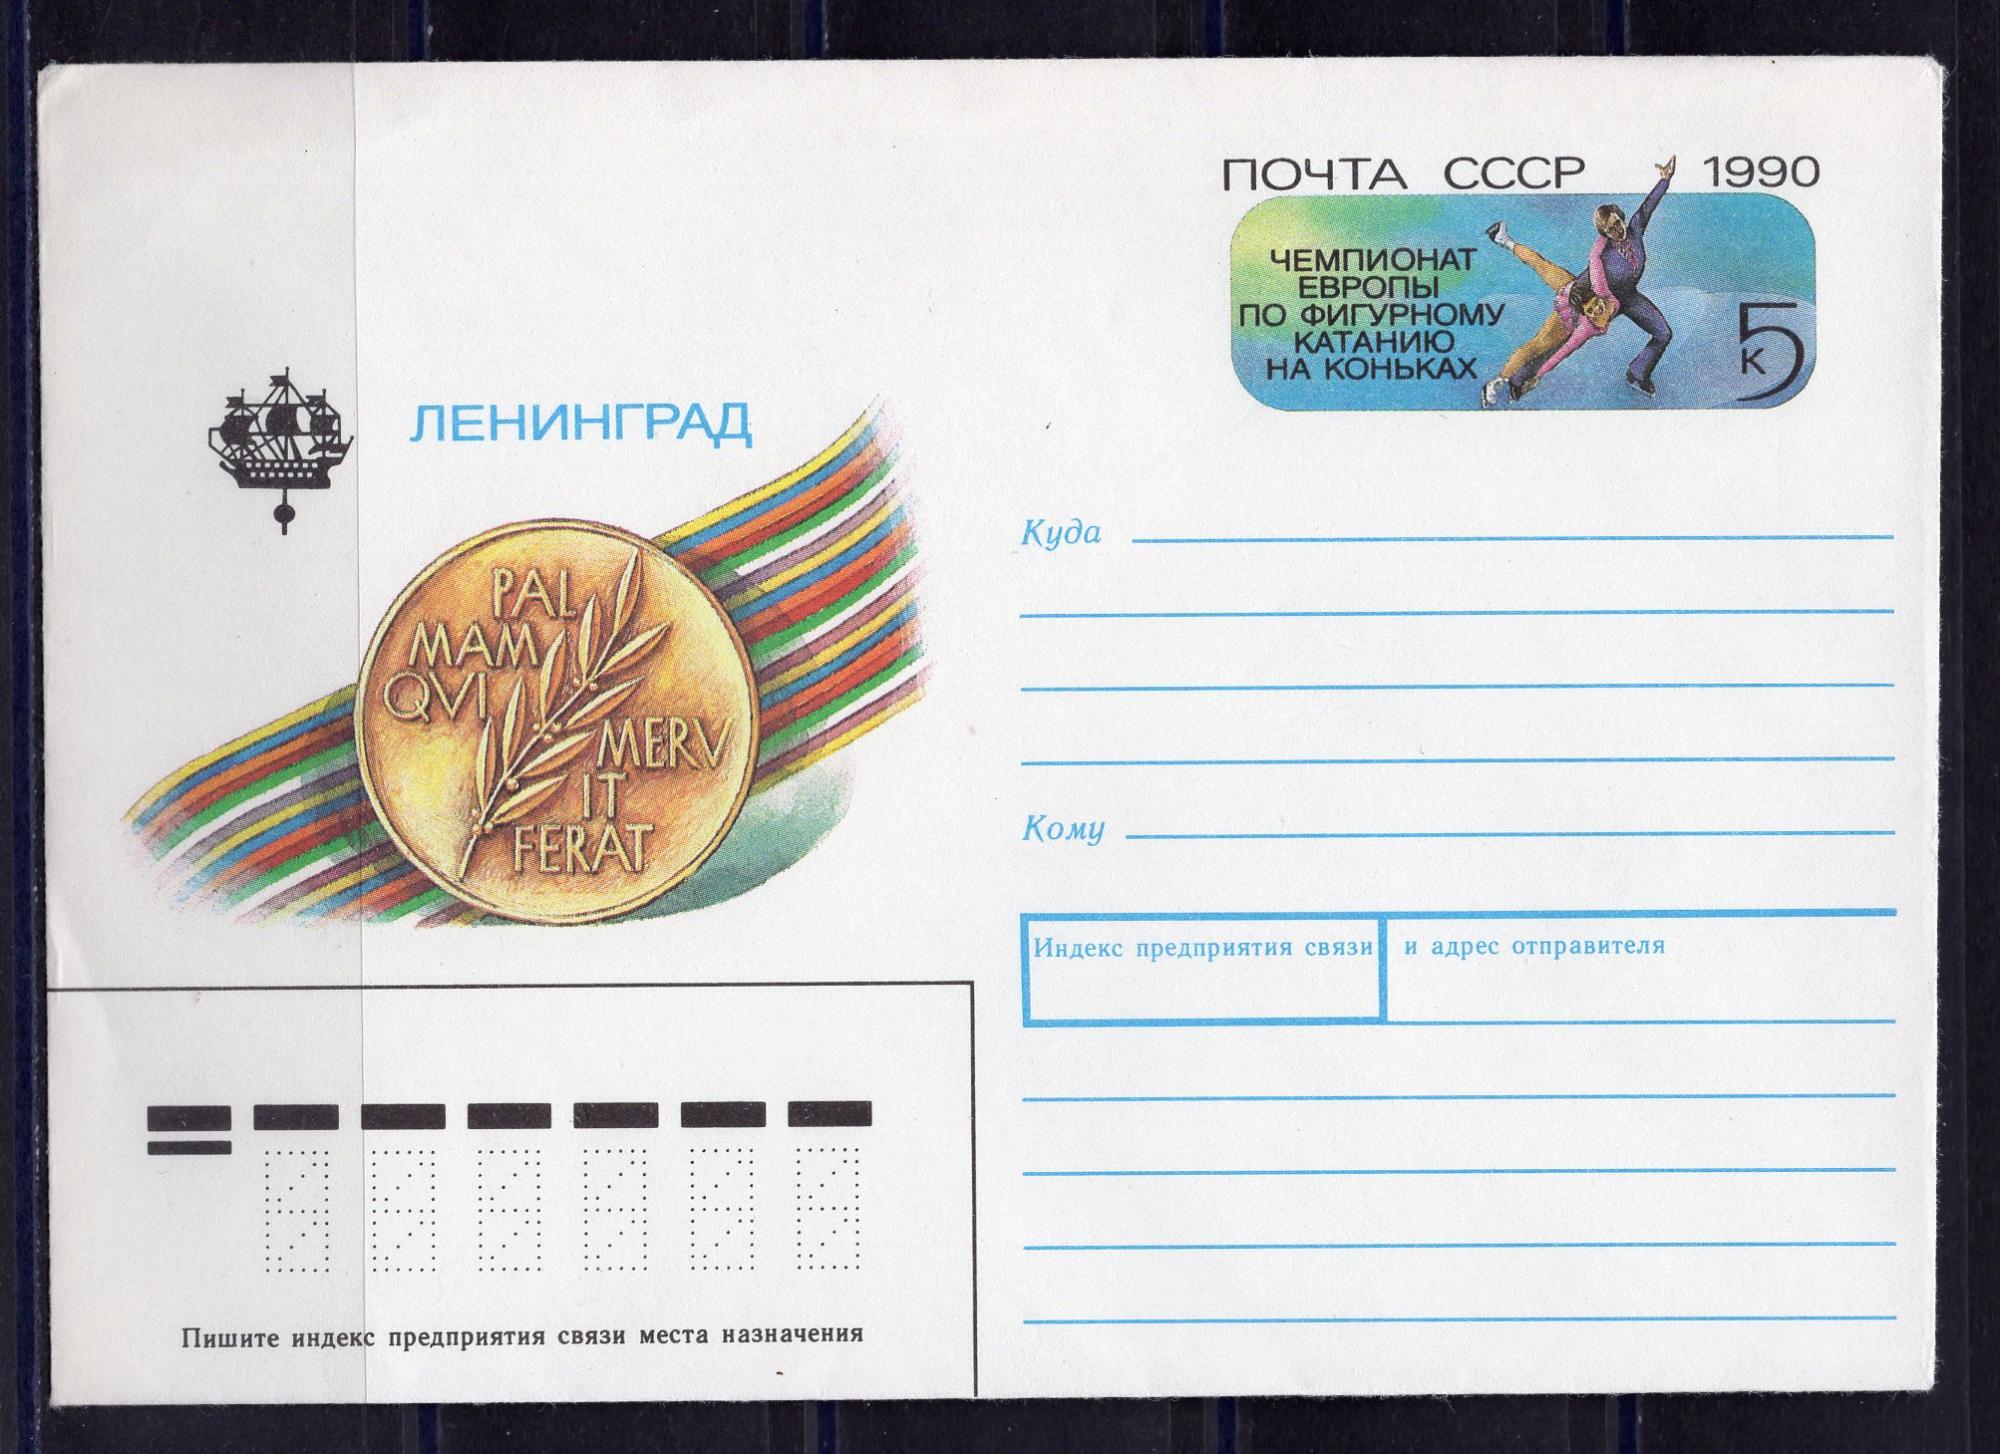 ПОЧТА СССР 1990
ЧЕМПИОНАТ
ЕВРОПЫ
ПО ФИГУРНОМУ
КАТАНИЮ
НА КОНЬКАХ
5 к
ЛЕНИНГРАД
PAL
MAM
QVI
MERV
IT
FERAT
Куда
Кому
Индекс предприятия связи и адрес отправителя
Пишите индекс предприятия связи места назначения